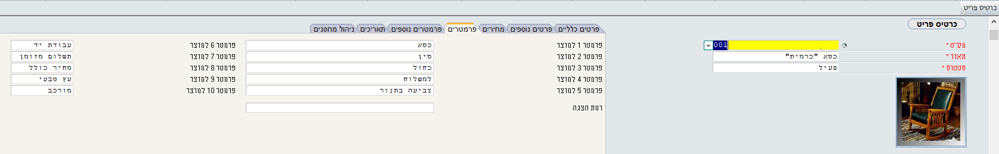 כרטיס פריט
כרטיס פריט
מק"ט *
001
תאור *
כסא "כרמית"
סטטוס *
פעיל
פרטים כלליים
פרטים נוספים
מחירים
פרמטרים
פרמטרים נוספים
תאריכים
ניהול מחסנים
פרמטר 1 למוצר כסא פרמטר 6 למוצר עבודת יד
פרמטר 2 למוצר סין פרמטר 7 למוצר תשלום מזומן
פרמטר 3 למוצר כחול פרמטר 8 למוצר מחיר כולל
פרמטר 4 למוצר למשלוח פרמטר 9 למוצר עץ טבעי
פרמטר 5 למוצר צביעה בתנור פרמטר 10 למוצר מורכב
רמת הצגה